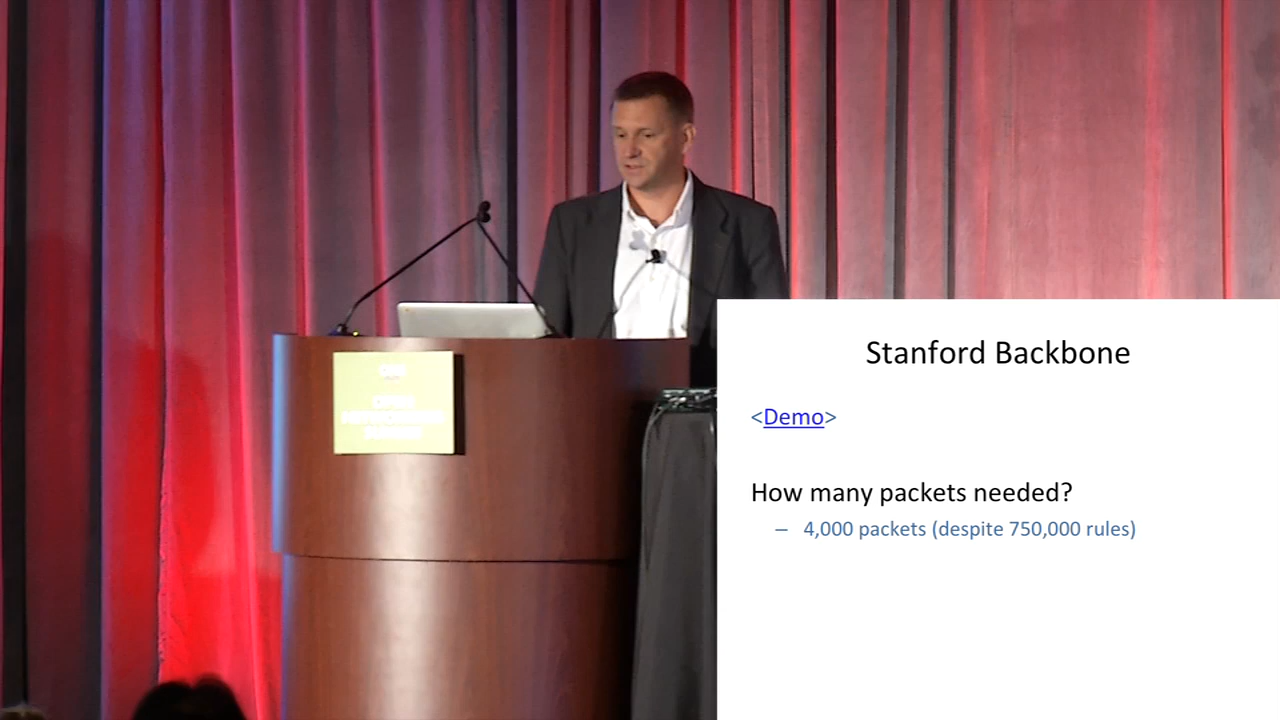 Stanford Backbone
<Demo>
How many packets needed?
– 4,000 packets (despite 750,000 rules)